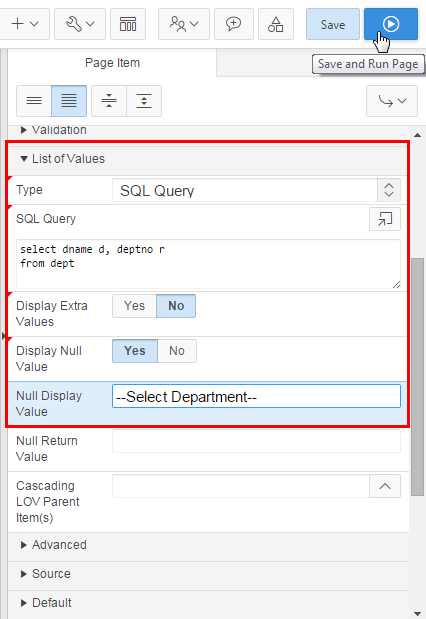 Save
Page Item
Save and Run Page
Validation
List of Values
Type
SQL Query
SQL Query
select dname d, deptno r
from dept
Display Extra
Values
Yes
No
Display Null
Value
Yes
No
Null Display
Value
--Select Department--
Null Return
Value
Cascading
LOV Parent
Item(s)
Advanced
Source
Default